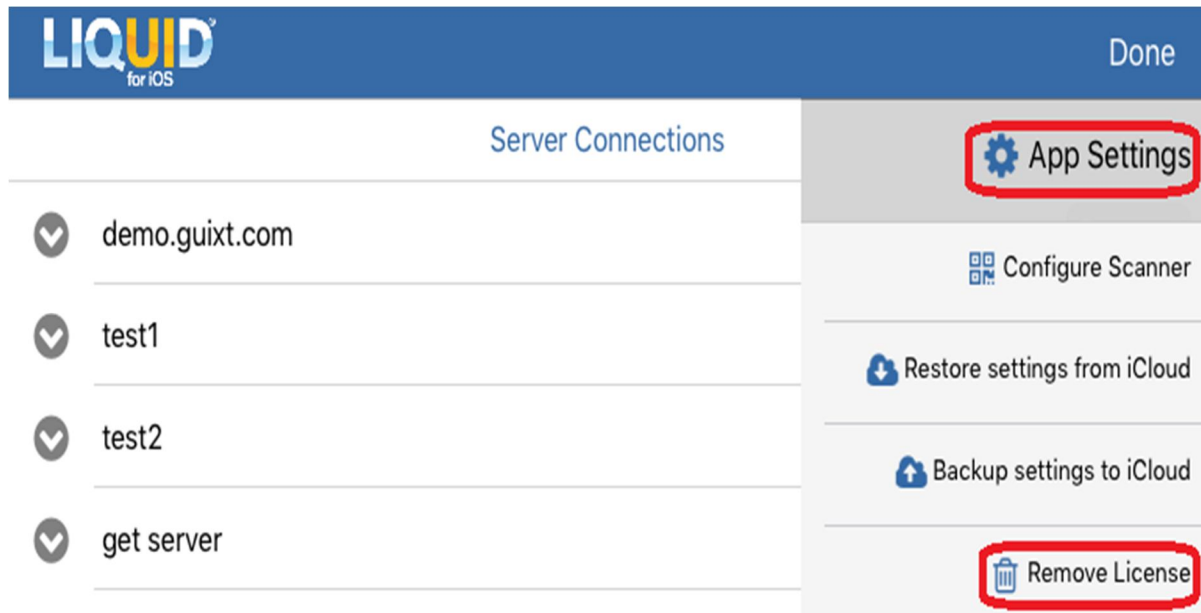 LIQUID
for iOS
Done
Server Connections
App Settings
demo.guixt.com
Configure Scanner
test1
Restore settings from iCloud
test2
Backup settings to iCloud
get server
Remove License